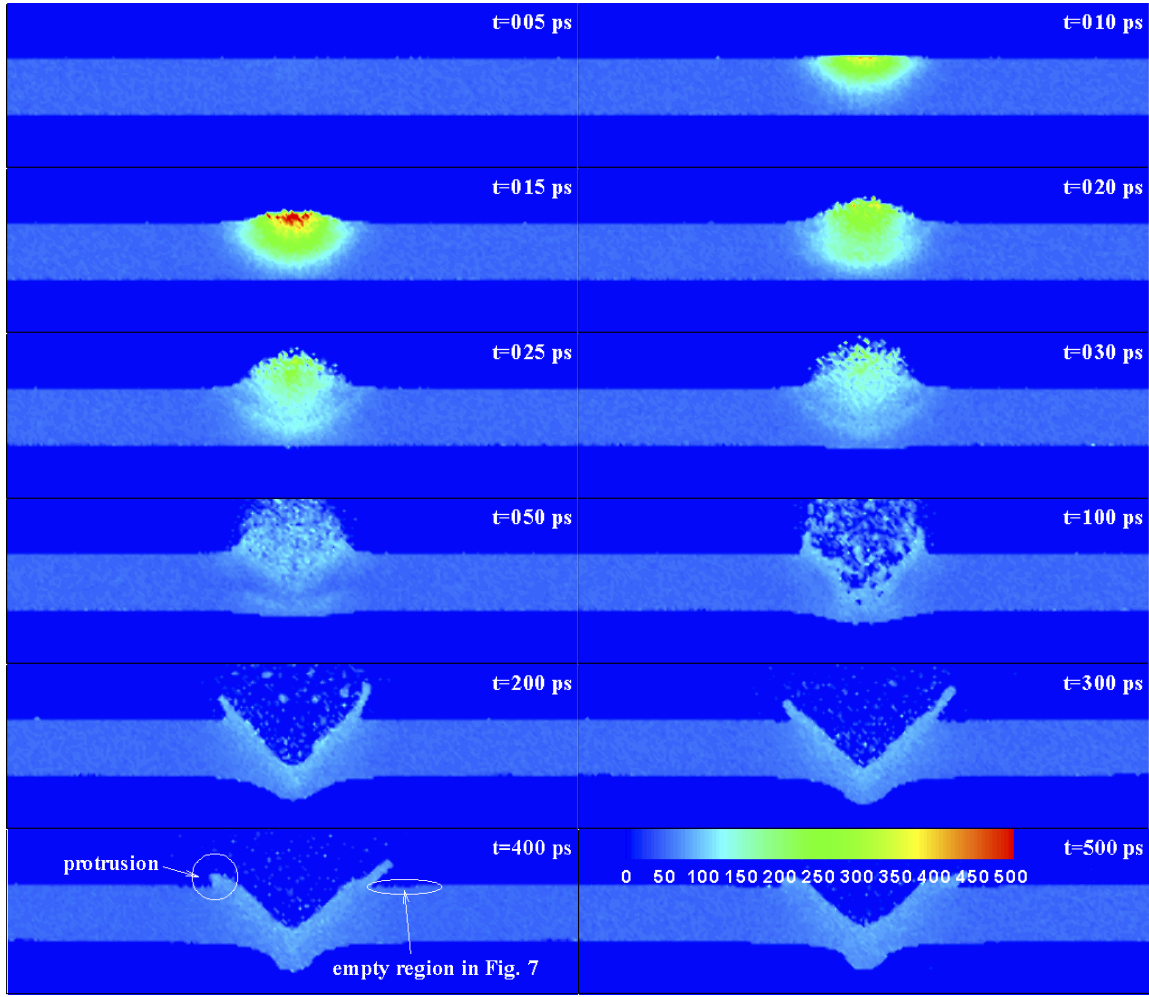 t=005 ps
t=010 ps
t=015 ps
t=020 ps
t=025 ps
t=030 ps
t=050 ps
t=100 ps
t=200 ps
t=300 ps
t=400 ps
t=500 ps
protrusion
0 50 100 150 200 250 300 350 400 450 500
empty region in Fig. 7